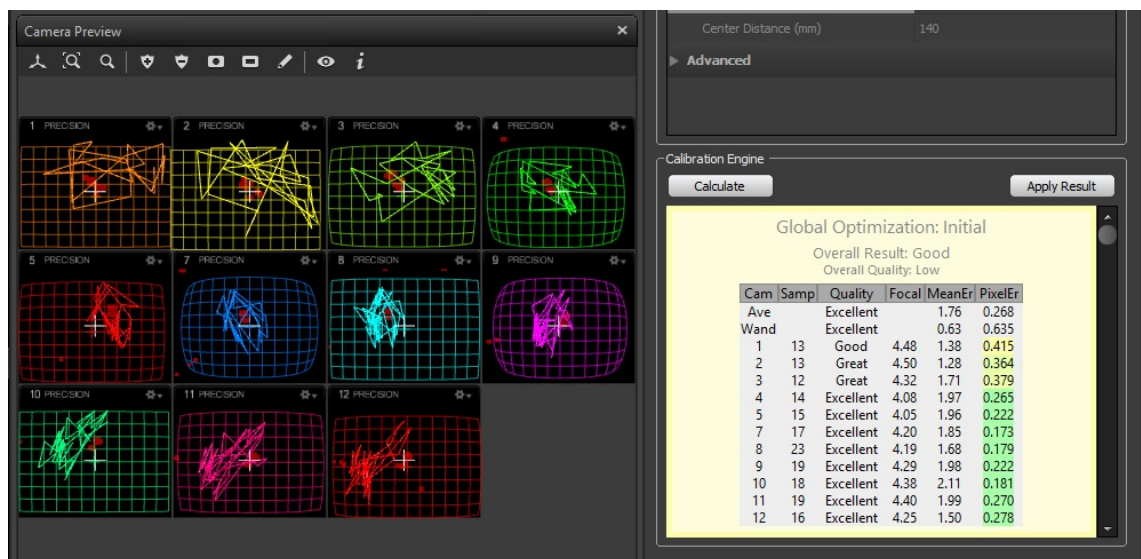 Camera Preview
Center Distance (mm) 140
Advanced
1 PRECISION
2 PRECISION
3 PRECISION
4 PRECISION
5 PRECISION
7 PRECISION
8 PRECISION
9 PRECISION
10 PRECISION
11 PRECISION
12 PRECISION
Calibration Engine
Calculate
Apply Result
Global Optimization: Initial
Overall Result: Good
Overall Quality: Low
Cam Samp Quality Focal MeanEr PixelEr
Ave Excellent 1.76 0.268
Wand Excellent 0.63 0.635
1 13 Good 4.48 1.38 0.415
2 13 Great 4.50 1.28 0.364
3 12 Great 4.32 1.71 0.379
4 14 Excellent 4.08 1.97 0.265
5 15 Excellent 4.05 1.96 0.222
7 17 Excellent 4.20 1.85 0.173
8 23 Excellent 4.19 1.68 0.179
9 19 Excellent 4.29 1.98 0.222
10 18 Excellent 4.38 2.11 0.181
11 19 Excellent 4.40 1.99 0.270
12 16 Excellent 4.25 1.50 0.278